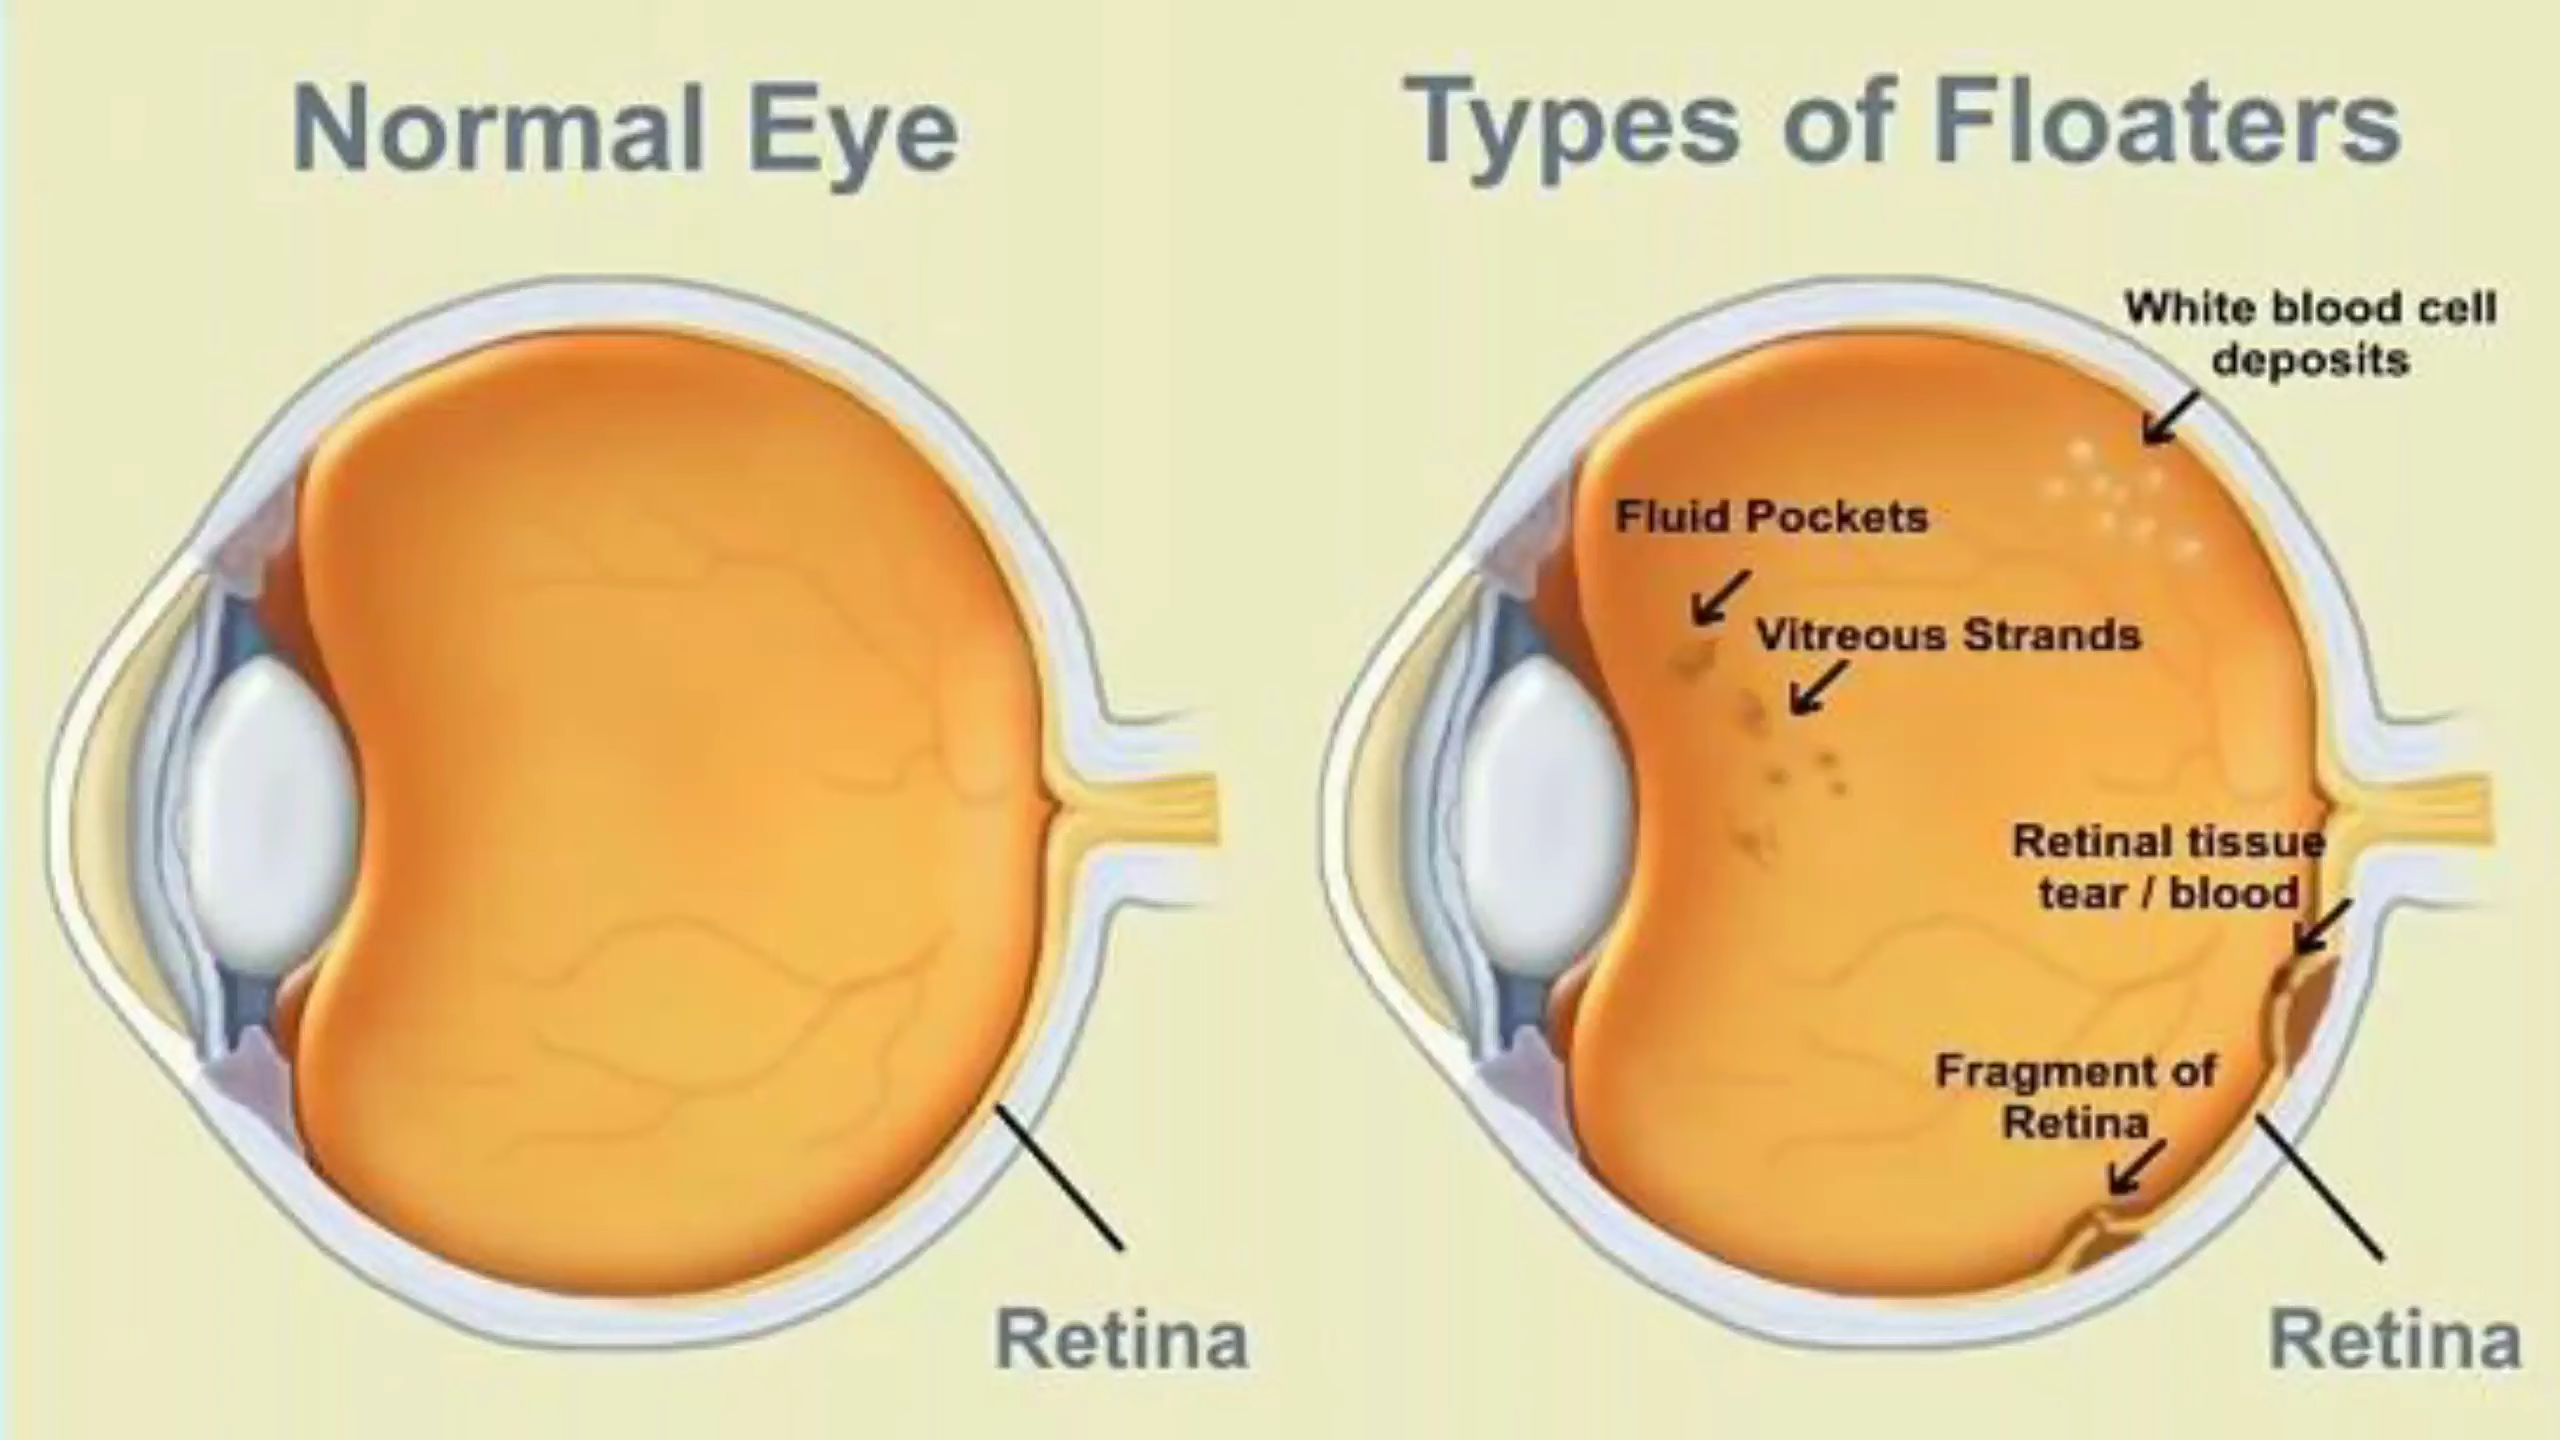 Normal Eye
Types of Floaters
White blood cell
deposits
Fluid Pockets
Vitreous Strands
Retinal tissue
tear / blood
Fragment of
Retina
Retina
Retina